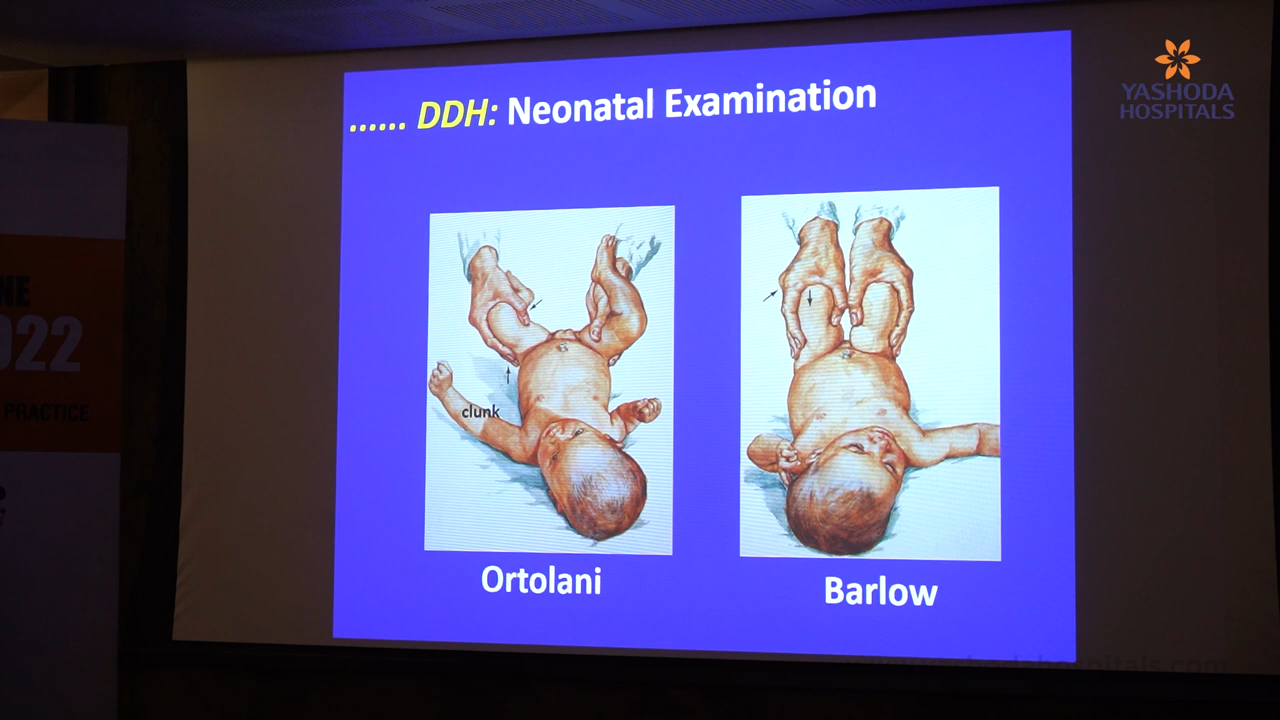 ...... DDH: Neonatal Examination
clunk
Ortolani
Barlow
YASHODA
HOSPITALS
NE
022
PRACTICE